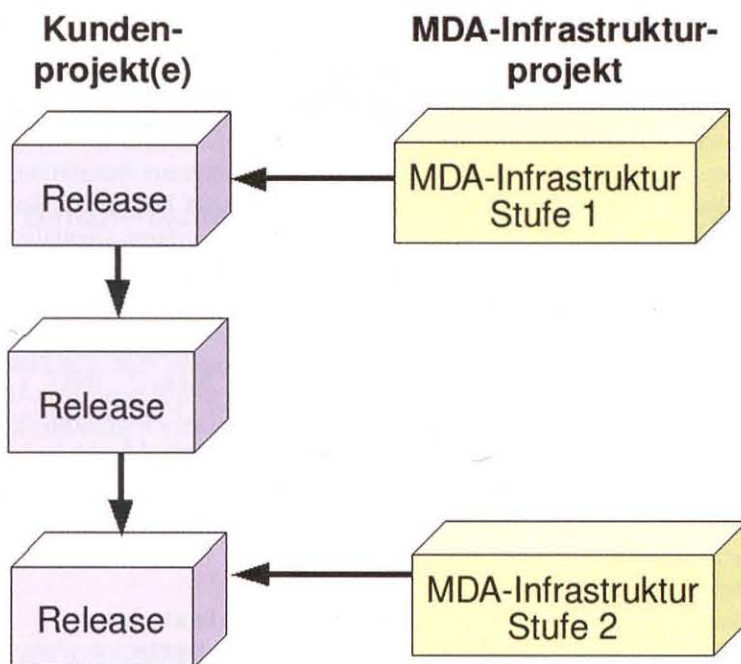 Kunden-
projekt(e)
MDA-Infrastruktur-
projekt
Release
MDA-Infrastruktur
Stufe 1
Release
Release
MDA-Infrastruktur
Stufe 2